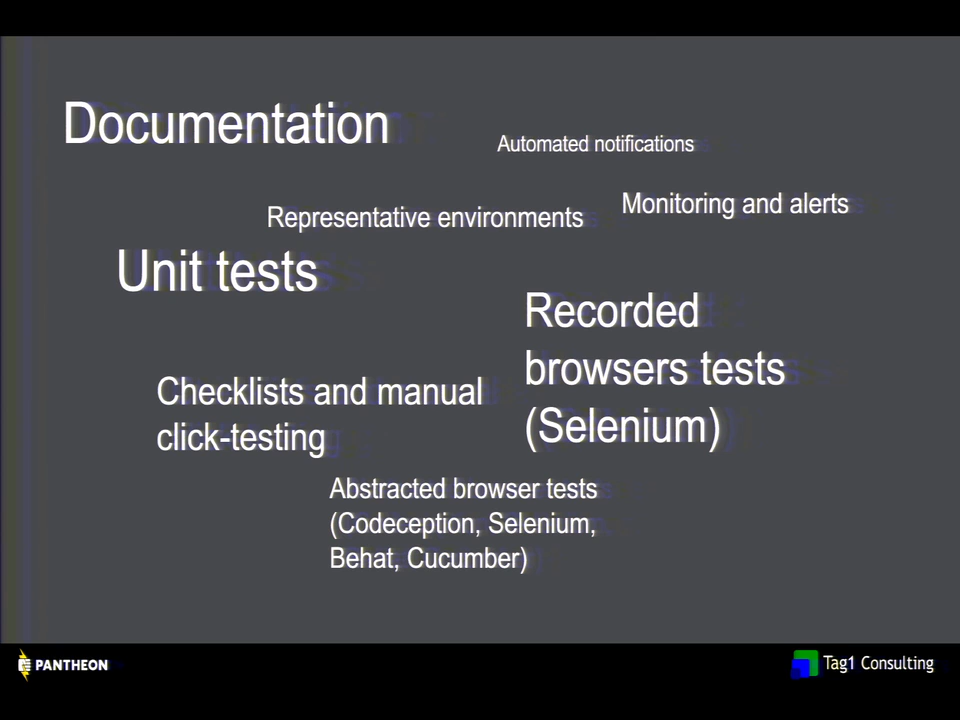 Documentation
Automated notifications
Representative environments
Monitoring and alerts
Unit tests
Recorded
browsers tests
(Selenium)
Checklists and manual
click-testing
Abstracted browser tests
(Codeception, Selenium,
Behat, Cucumber)
PANTHEON
Tag1 Consulting